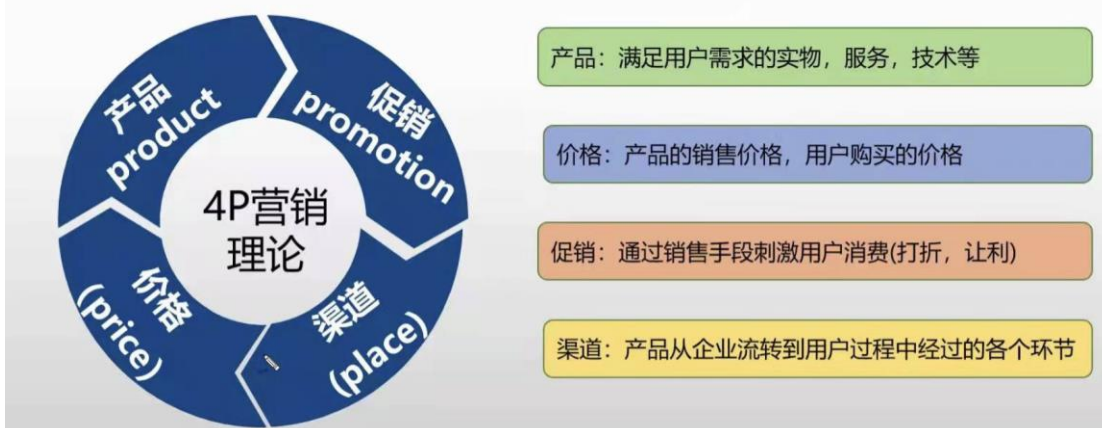 产品
product
促销
promotion
4P营销
理论
价格
(price)
渠道
(place)
产品：满足用户需求的实物，服务，技术等
价格：产品的销售价格，用户购买的价格
促销：通过销售手段刺激用户消费(打折，让利)
渠道：产品从企业流转到用户过程中经过的各个环节